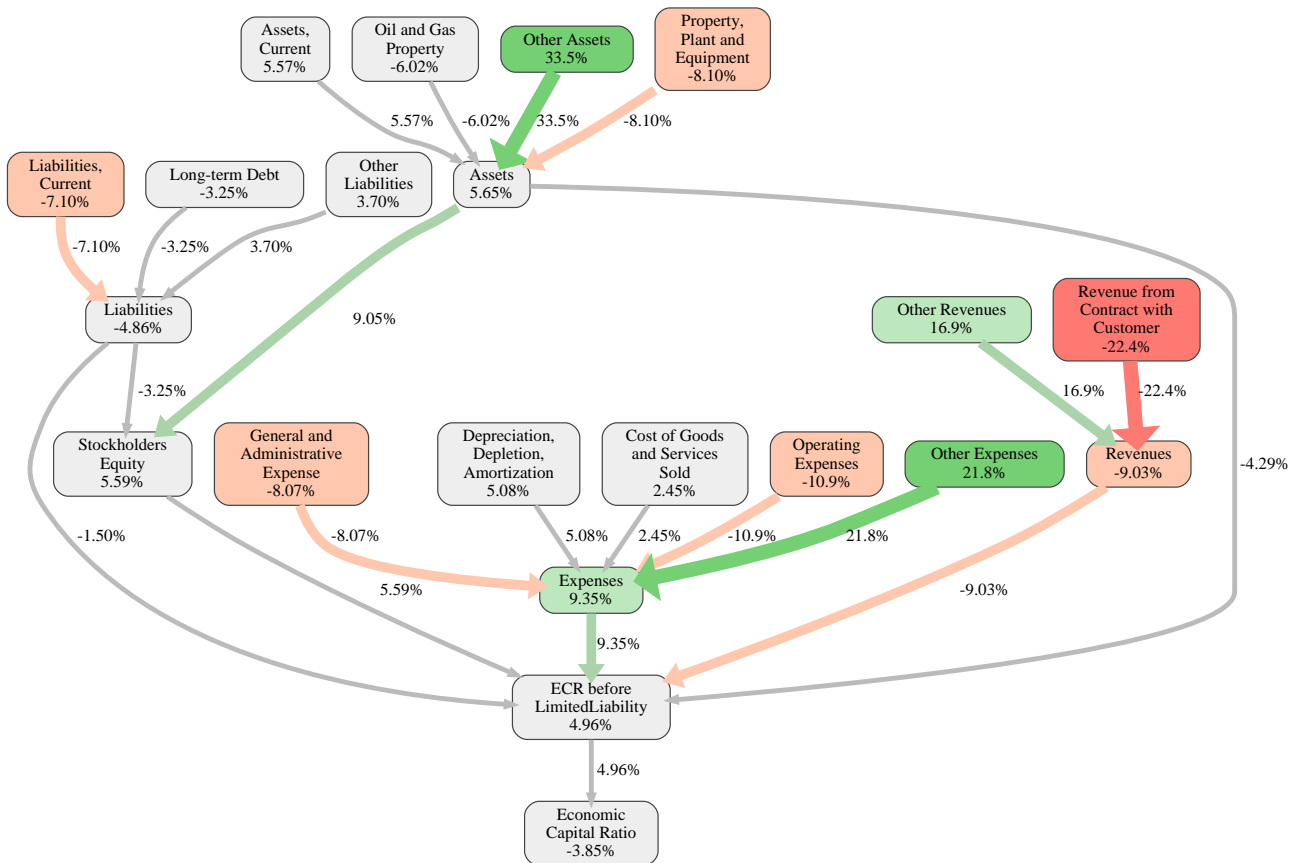 Assets,
Current
5.57%
Oil and Gas
Property
-6.02%
Other Assets
33.5%
Property,
Plant and
Equipment
-8.10%
5.57%
-6.02%
33.5%
-8.10%
Liabilities,
Current
-7.10%
Long-term Debt
-3.25%
Other
Liabilities
3.70%
Assets
5.65%
-7.10%
-3.25%
3.70%
Liabilities
-4.86%
9.05%
Other Revenues
16.9%
Revenue from
Contract with
Customer
-22.4%
-3.25%
16.9%
-22.4%
Stockholders
Equity
5.59%
General and
Administrative
Expense
-8.07%
Depreciation,
Depletion,
Amortization
5.08%
Cost of Goods
and Services
Sold
2.45%
Operating
Expenses
-10.9%
Other Expenses
21.8%
Revenues
-9.03%
-4.29%
-1.50%
-8.07%
5.08%
2.45%
-10.9%
21.8%
5.59%
Expenses
9.35%
-9.03%
9.35%
ECR before
LimitedLiability
4.96%
4.96%
Economic
Capital Ratio
-3.85%